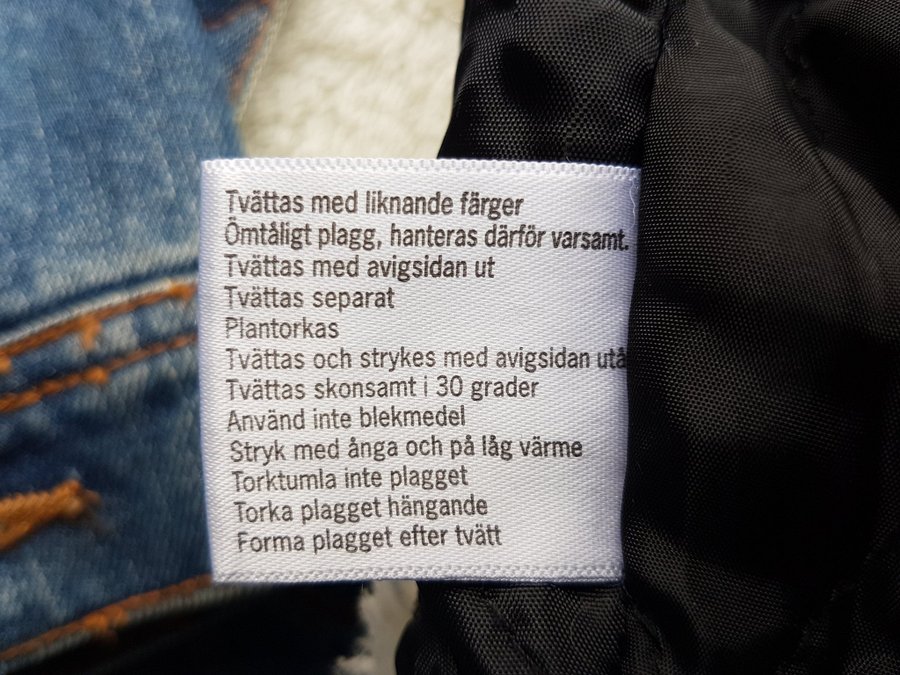 Tvättas med liknande färger
Ömtåligt plagg, hanteras därför varsamt.
Tvättas med avigsidan ut
Tvättas separat
Plantorkas
Tvättas och strykes med avigsidan utå
Tvättas skonsamt i 30 grader
Använd inte blekmedel
Stryk med ånga och på låg värme
Torktumla inte plagget
Torka plagget hängande
Forma plagget efter tvätt